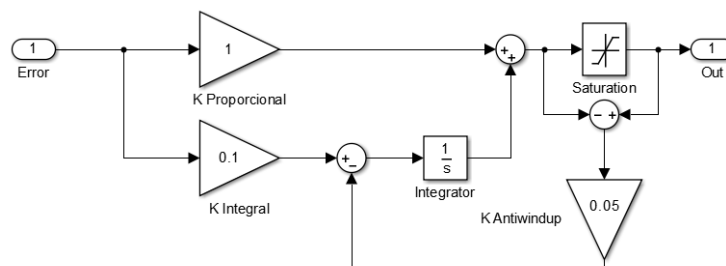 1
Error
1
K Proporcional
+ +
Saturation
1
Out
- +
0.1
K Integral
+ -
1
s
Integrator
K Antiwindup
0.05